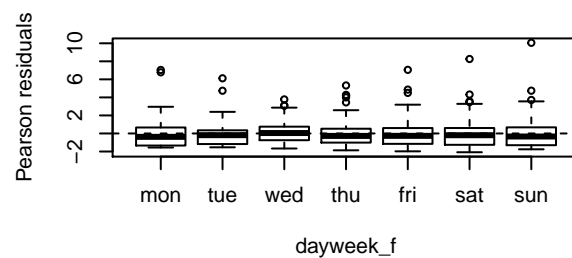 Pearson residuals
10
6
2
−2
mon tue wed thu fri sat sun
dayweek_f